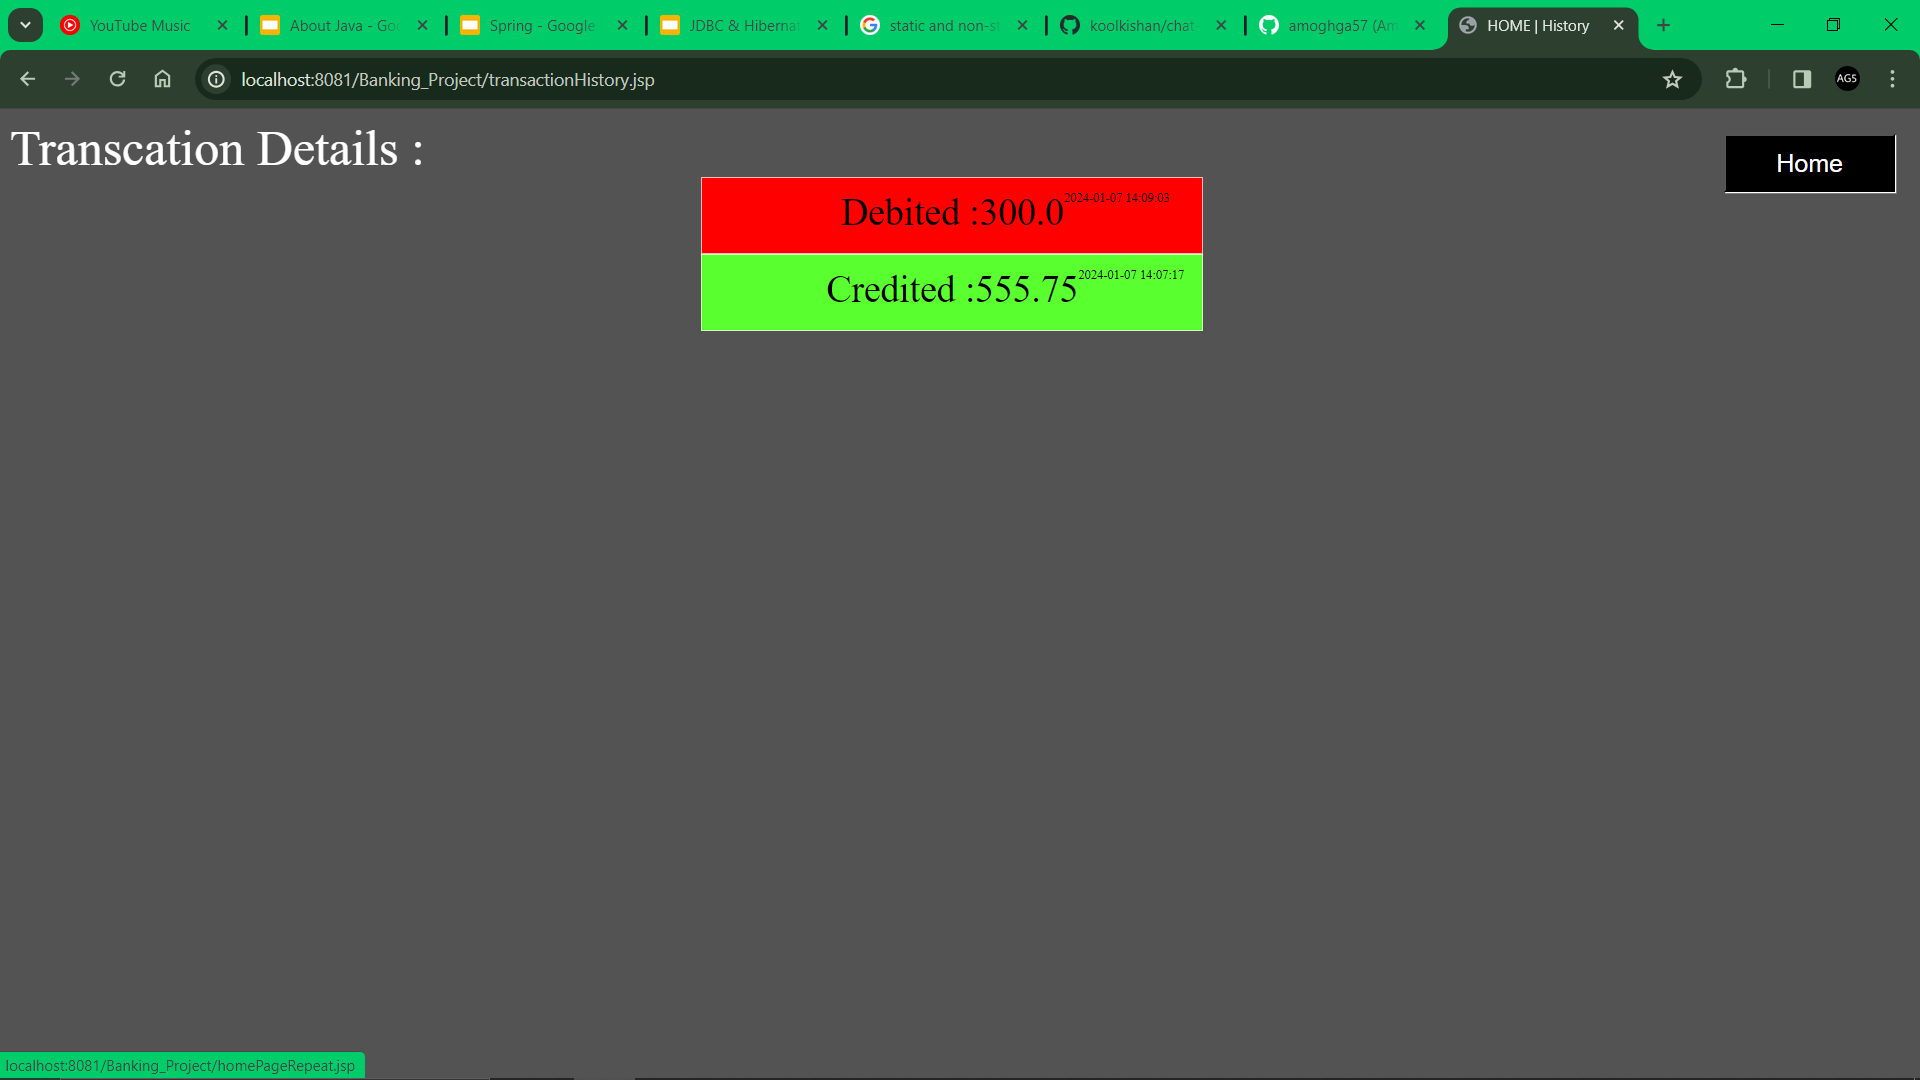 YouTube Music
About Java - Goo
Spring - Google
JDBC & Hibernat
static and non-st
koolkishan/chat-
amoghga57 (Am
HOME | History
localhost:8081/Banking_Project/transactionHistory.jsp
AG5
Transcation Details :
Home
Debited :300.0 2024-01-07 14:09:03
Credited :555.75 2024-01-07 14:07:17
localhost:8081/Banking_Project/homePageRepeat.jsp